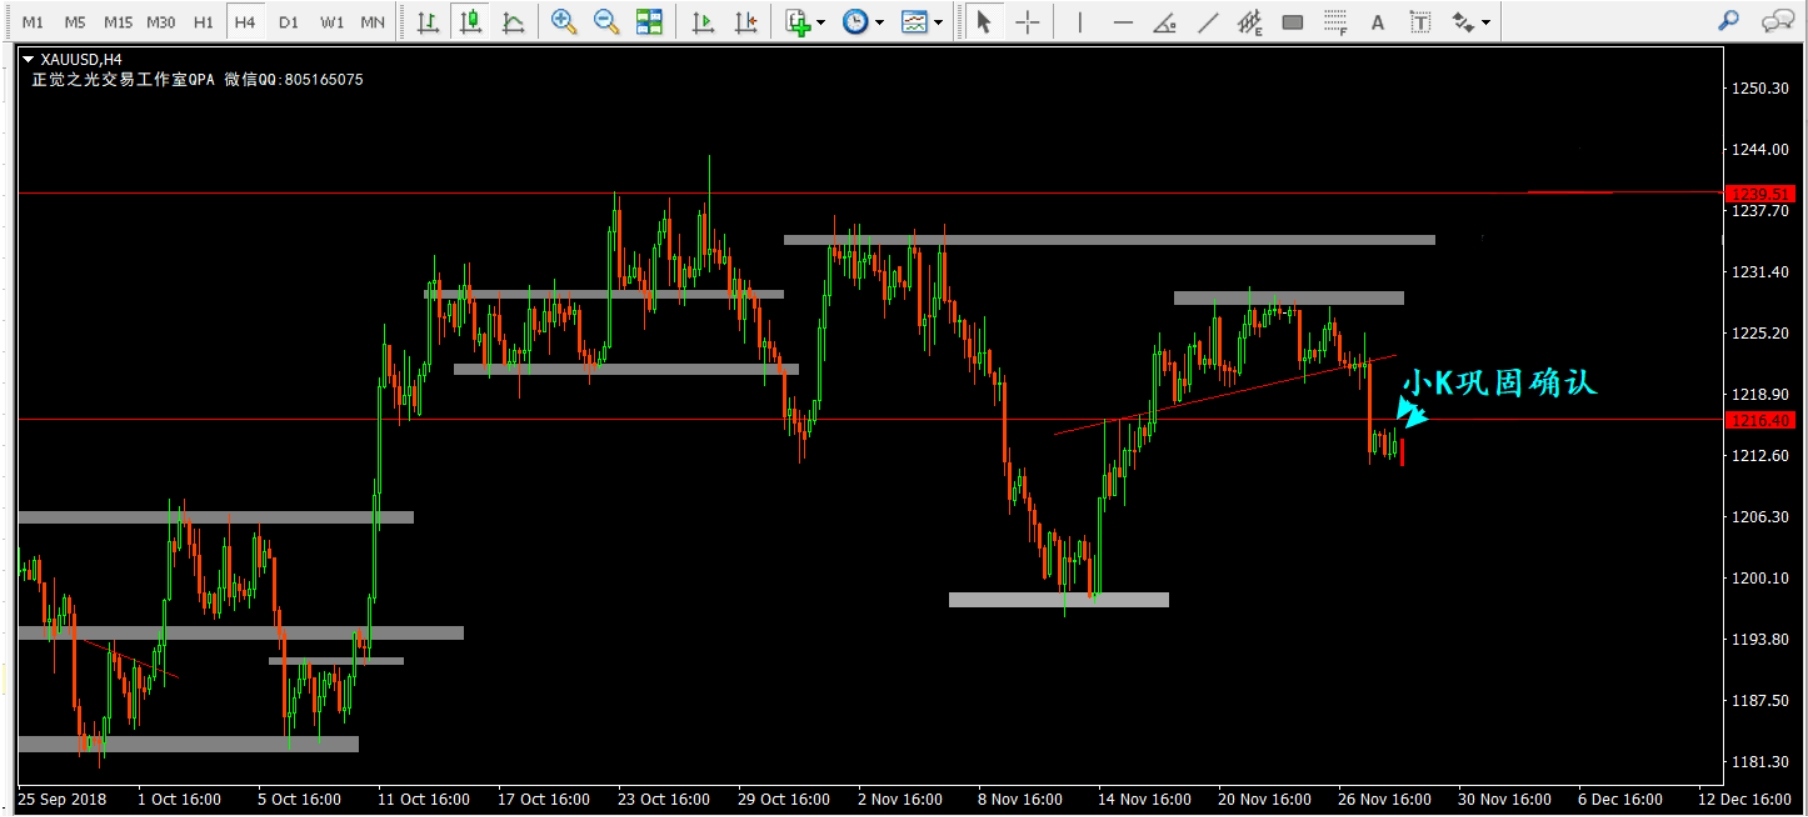 M1 M5 M15 M30 H1 H4 D1 W1 MN E F A T
XAUUSD,H4
正觉之光交易工作室QPA 微信QQ:805165075
1250.30
1244.00
1239.51
1237.70
1231.40
1225.20
小K巩固确认
1218.90
1216.40
1212.60
1206.30
1200.10
1193.80
1187.50
1181.30
25 Sep 2018 1 Oct 16:00 5 Oct 16:00 11 Oct 16:00 17 Oct 16:00 23 Oct 16:00 29 Oct 16:00 2 Nov 16:00 8 Nov 16:00 14 Nov 16:00 20 Nov 16:00 26 Nov 16:00 30 Nov 16:00 6 Dec 16:00 12 Dec 16:00